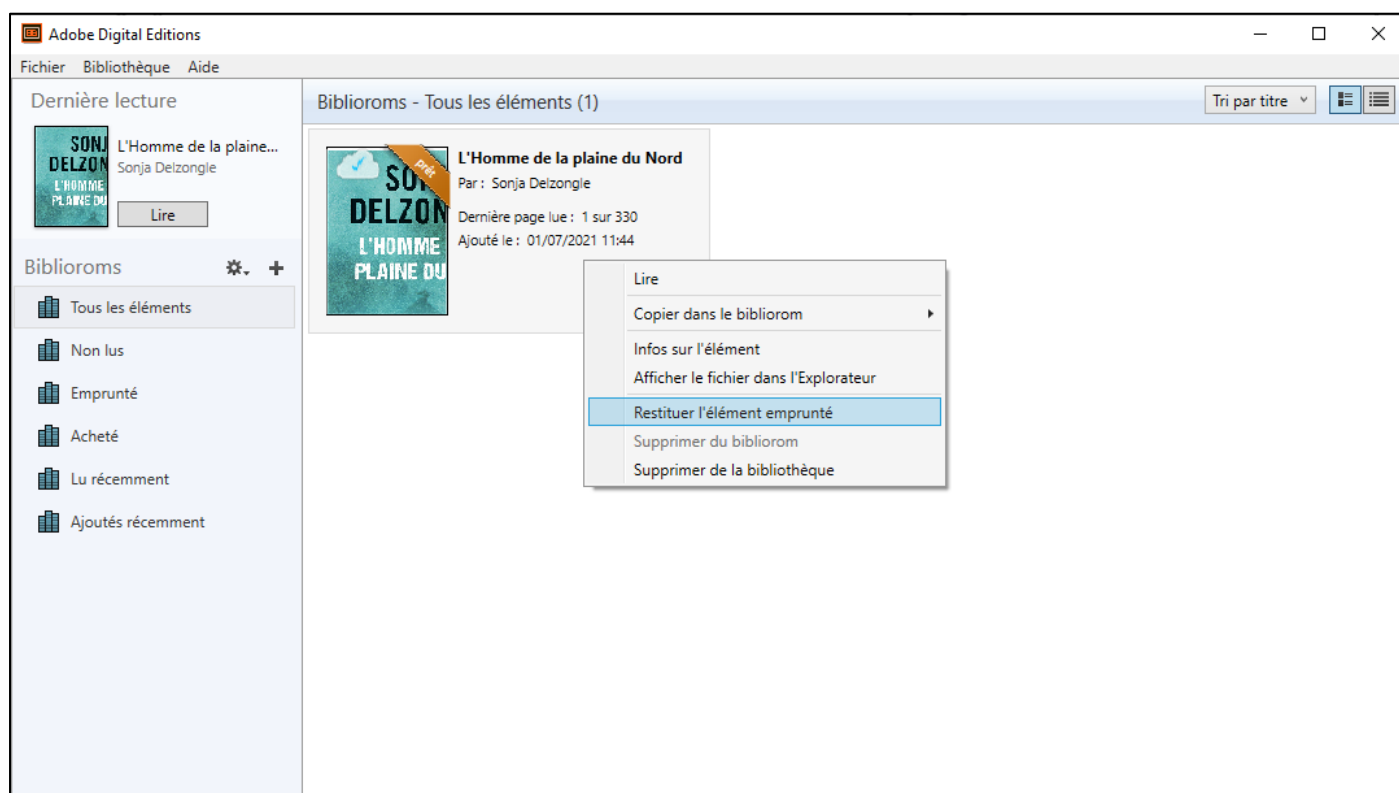 Adobe Digital Editions
Fichier Bibliothèque Aide
Dernière lecture
SONJ
DELZON
L'HOMME
PLAINE DU
L'Homme de la plaine...
Sonja Delzongle
Lire
Biblioroms
Tous les éléments
Non lus
Emprunté
Acheté
Lu récemment
Ajoutés récemment
Biblioroms - Tous les éléments (1)
Tri par titre
prêt
SON
DELZON
L'HOMME
PLAINE DU
L'Homme de la plaine du Nord
Par : Sonja Delzongle
Dernière page lue : 1 sur 330
Ajouté le : 01/07/2021 11:44
Lire
Copier dans le bibliorom
Infos sur l'élément
Afficher le fichier dans l'Explorateur
Restituer l'élément emprunté
Supprimer du bibliorom
Supprimer de la bibliothèque